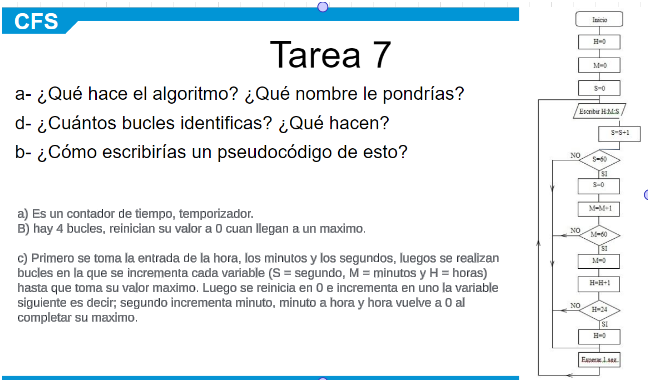 CFS
Tarea 7
a- ¿Qué hace el algoritmo? ¿Qué nombre le pondrías?
d- ¿Cuántos bucles identificas? ¿Qué hacen?
b- ¿Cómo escribirías un pseudocódigo de esto?
a) Es un contador de tiempo, temporizador.
B) hay 4 bucles, reinician su valor a 0 cuan llegan a un maximo.
c) Primero se toma la entrada de la hora, los minutos y los segundos, luegos se realizan
bucles en la que se incrementa cada variable (S = segundo, M = minutos y H = horas)
hasta que toma su valor maximo. Luego se reinicia en 0 e incrementa en uno la variable
siguiente es decir; segundo incrementa minuto, minuto a hora y hora vuelve a 0 al
completar su maximo.
Inicio
H=0
M=0
S=0
Escribir H:M:S
S=S+1
NO
S=60
SI
S=0
M=M+1
NO
M=60
SI
M=0
H=H+1
NO
H=24
SI
H=0
Esperar 1 seg